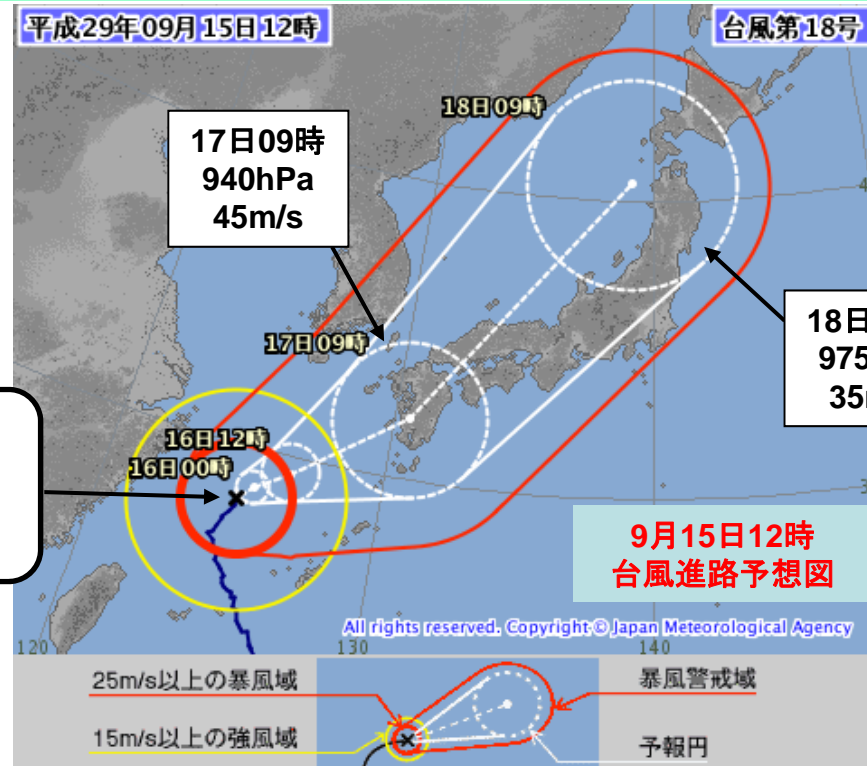 平成29年09月15日12時
台風第18号
18日09時
17日09時
940hPa
45m/s
17日09時
18日
975
35
16日12時
16日00時
9月15日12時
台風進路予想図
All rights reserved. Copyright © Japan Meteorological Agency
120
130
140
25m/s以上の暴風域
暴風警戒域
15m/s以上の強風域
予報円